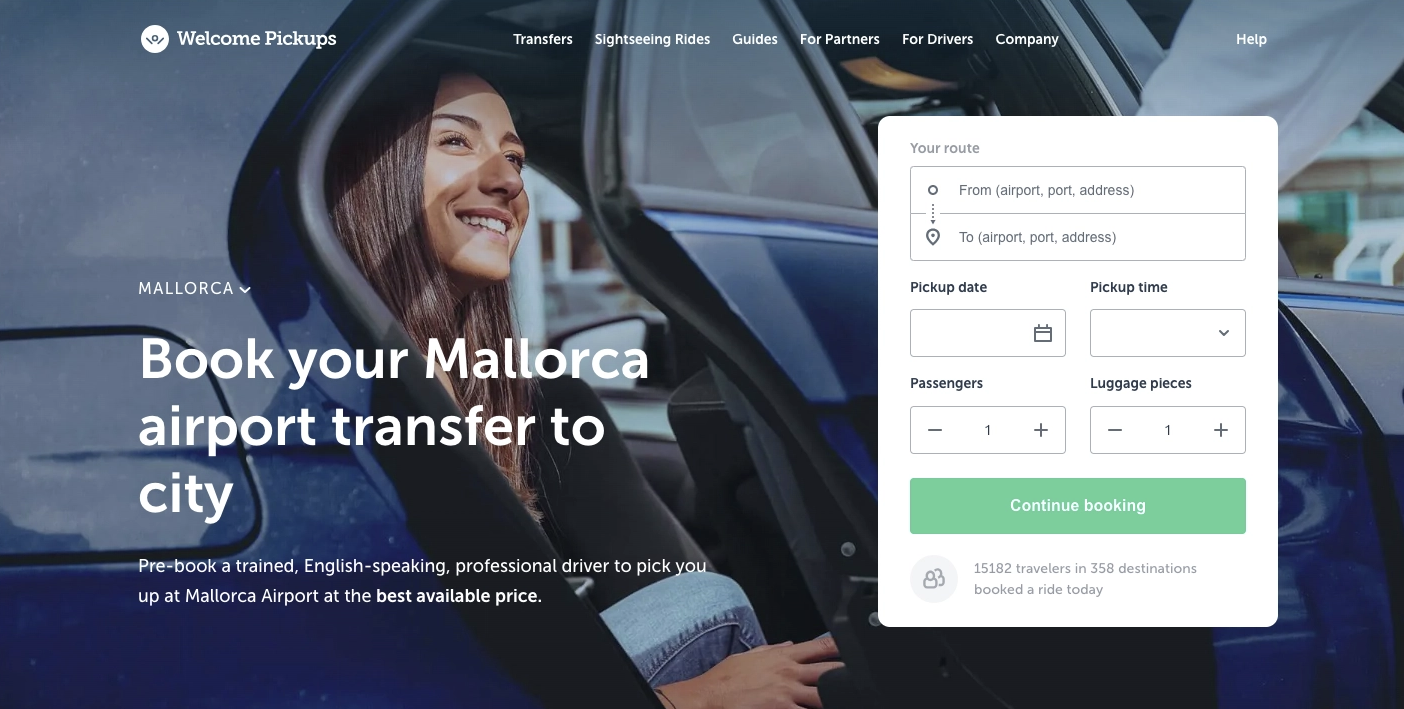 Welcome Pickups
Transfers Sightseeing Rides Guides For Partners For Drivers Company Help
MALLORCA
Book your Mallorca
airport transfer to
city
Pre-book a trained, English-speaking, professional driver to pick you
up at Mallorca Airport at the best available price.
Your route
From (airport, port, address)
To (airport, port, address)
Pickup date Pickup time
Passengers Luggage pieces
1 1
Continue booking
15182 travelers in 358 destinations
booked a ride today